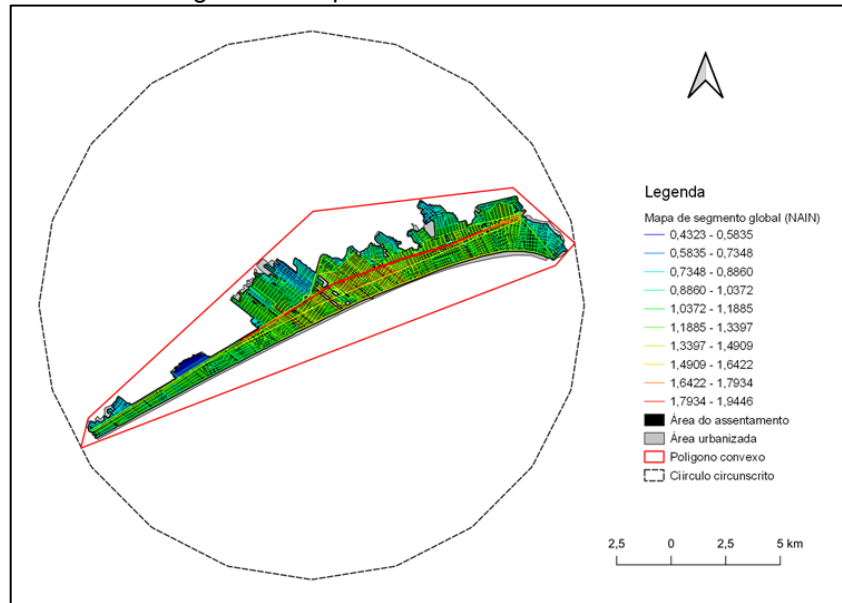 Legenda
Mapa de segmento global (NAIN)
0,4323 - 0,5835
0,5835 - 0,7348
0,7348 - 0,8860
0,8860 - 1,0372
1,0372 - 1,1885
1,1885 - 1,3397
1,3397 - 1,4909
1,4909 - 1,6422
1,6422 - 1,7934
1,7934 - 1,9446
Área do assentamento
Área urbanizada
Polígono convexo
Ciírculo circunscrito
2,5 0 2,5 5 km